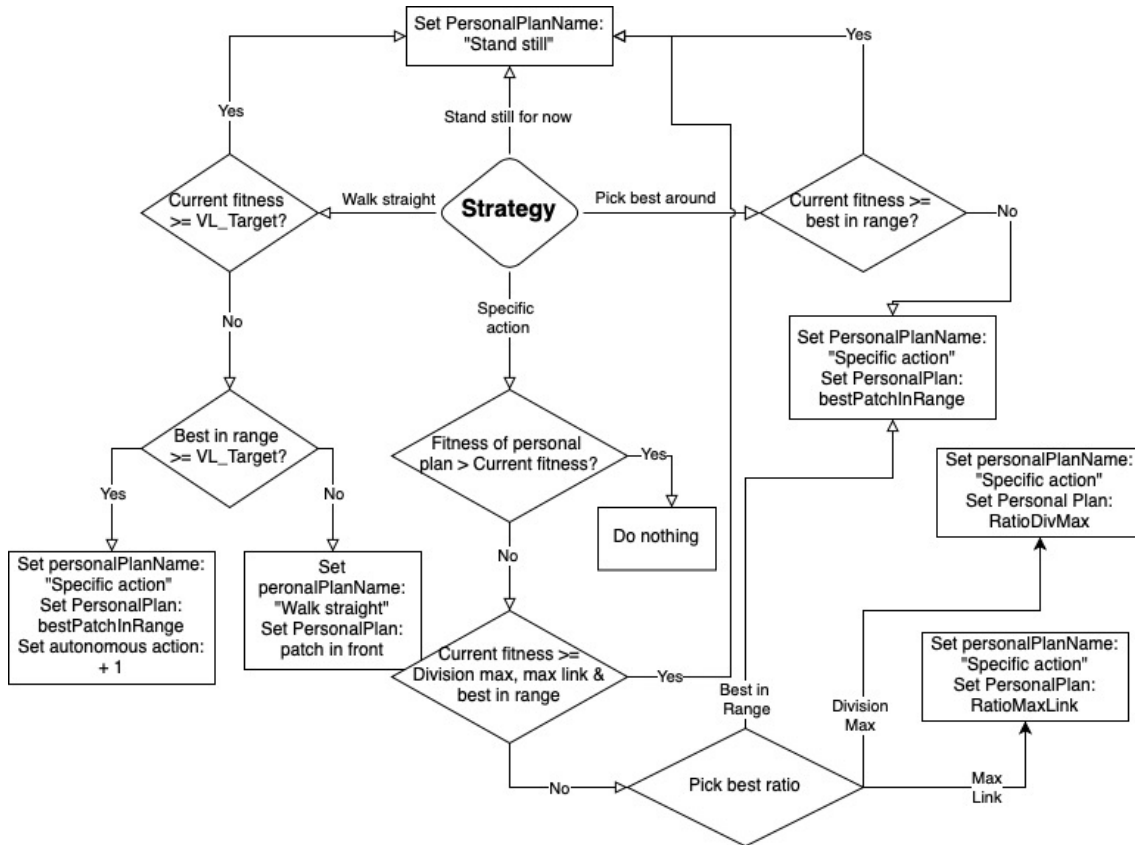 Set PersonalPlanName:
"Stand still"
Yes
Yes
Stand still for now
Current fitness
>= VL_Target?
Walk straight
Strategy
Pick best around
Current fitness >=
best in range?
No
No
Specific
action
Set PersonalPlanName:
"Specific action"
Set PersonalPlan:
bestPatchInRange
Best in range
>= VL_Target?
Yes
No
Fitness of personal
plan > Current fitness?
Yes
No
Do nothing
Set personalPlanName:
"Specific action"
Set Personal Plan:
RatioDivMax
Set personalPlanName:
"Specific action"
Set PersonalPlan:
bestPatchInRange
Set autonomous action:
+ 1
Set
peronalPlanName:
"Walk straight"
Set PersonalPlan:
patch in front
Current fitness >=
Division max, max link &
best in range
Yes
No
Best in
Range
Division
Max
Set personalPlanName:
"Specific action"
Set PersonalPlan:
RatioMaxLink
Pick best ratio
Max
Link